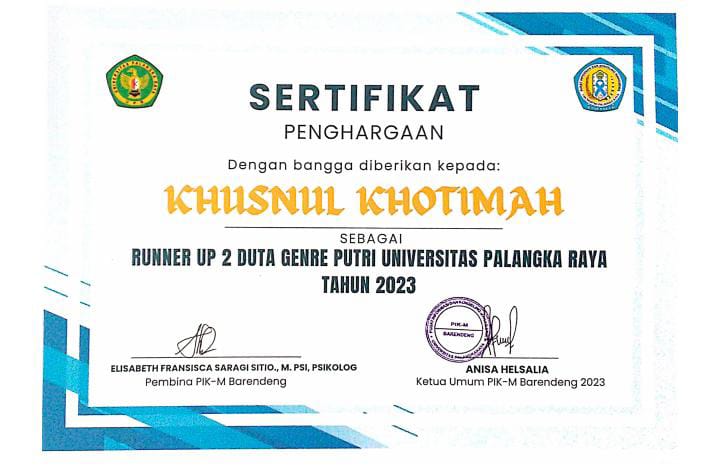 SERTIFIKAT
PENGHARGAAN
Dengan bangga diberikan kepada:
KHUSNUL KHOTIMAH
SEBAGAI
RUNNER UP 2 DUTA GENRE PUTRI UNIVERSITAS PALANGKA RAYA
TAHUN 2023
PIK-M
BARENDENG
ELISABETH FRANSISCA SARAGI SITIO., M. PSI, PSIKOLOG
Pembina PIK-M Barendeng
ANISA HELSALIA
Ketua Umum PIK-M Barendeng 2023